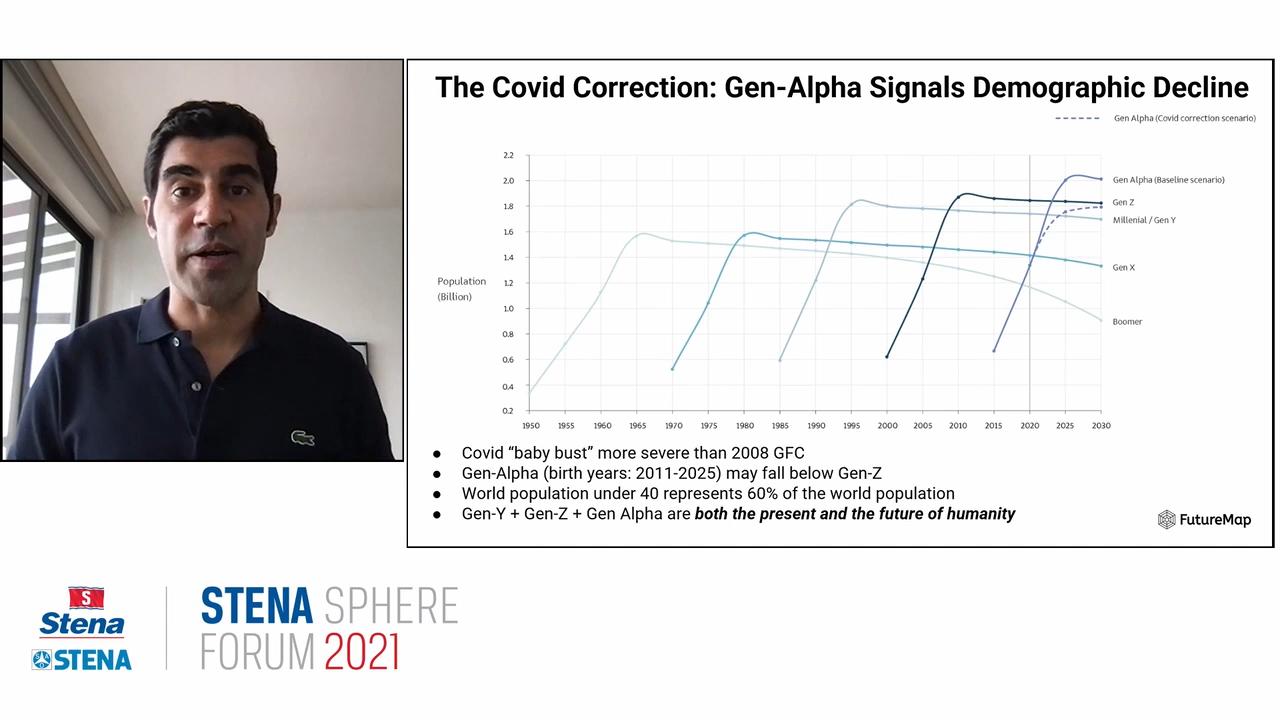 The Covid Correction: Gen-Alpha Signals Demographic Decline
Gen Alpha (Covid correction scenario)
2.2
2.0
1.8
1.6
1.4
1.2
1.0
0.8
0.6
0.4
0.2
Population
(Billion)
Gen Alpha (Baseline scenario)
Gen Z
Millenial / Gen Y
Gen X
Boomer
1950 1955 1960 1965 1970 1975 1980 1985 1990 1995 2000 2005 2010 2015 2020 2025 2030
● Covid “baby bust” more severe than 2008 GFC
● Gen-Alpha (birth years: 2011-2025) may fall below Gen-Z
● World population under 40 represents 60% of the world population
● Gen-Y + Gen-Z + Gen Alpha are both the present and the future of humanity
FutureMap
S
Stena
STENA
STENA SPHERE
FORUM 2021